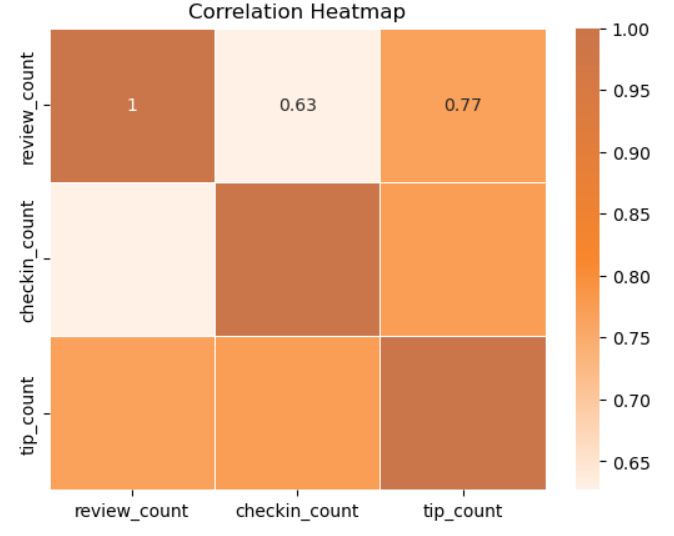 Correlation Heatmap
review_count
1 0.63 0.77
checkin_count
tip_count
review_count checkin_count tip_count
1.00
0.95
0.90
0.85
0.80
0.75
0.70
0.65